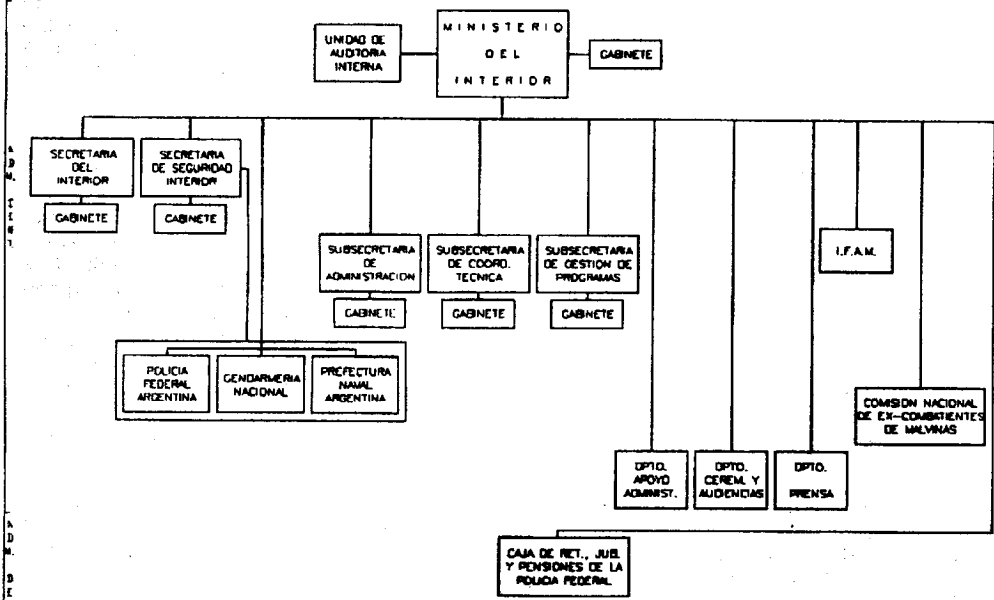 UNIDAD DE
AUDITORIA
INTERNA
MINISTERIO
DEL
INTERIOR
GABINETE
SECRETARIA
DEL
INTERIOR
GABINETE
SECRETARIA
DE SEGURIDAD
INTERIOR
GABINETE
SUBSECRETARIA
DE
ADMINISTRACION
GABINETE
SUBSECRETARIA
DE COORD.
TECNICA
GABINETE
SUBSECRETARIA
DE GESTION DE
PROGRAMAS
GABINETE
I.F.A.M.
POLICIA
FEDERAL
ARGENTINA
GENDARMERIA
NACIONAL
PREFECTURA
NAVAL
ARGENTINA
COMISION NACIONAL
DE EX-COMBATIENTES
DE MALVINAS
DPTO.
APOYO
ADMINIST.
DPTO.
CEREM. Y
AUDIENCIAS
DPTO.
PRENSA
CAJA DE RET., JUB.
Y PENSIONES DE LA
POLICIA FEDERAL